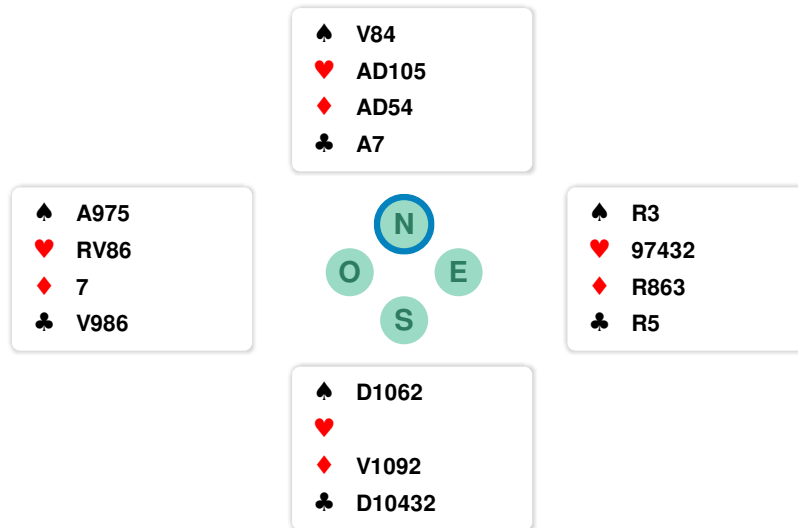 ♠ V84
♥ AD105
♦ AD54
♣ A7
♠ A975
♥ RV86
♦ 7
♣ V986
N
O E
S
♠ R3
♥ 97432
♦ R863
♣ R5
♠ D1062
♥
♦ V1092
♣ D10432